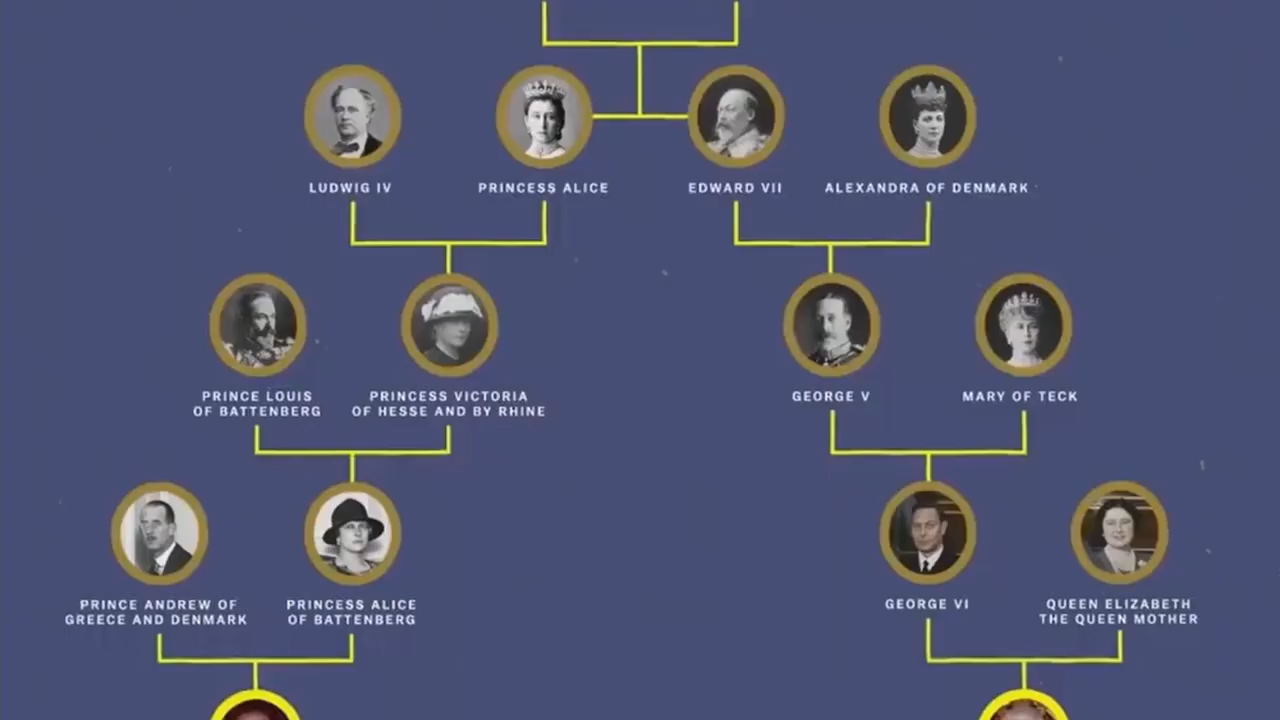 LUDWIG IV
PRINCESS ALICE
EDWARD VII
ALEXANDRA OF DENMARK
PRINCE LOUIS
OF BATTENBERG
PRINCESS VICTORIA
OF HESSE AND BY RHINE
GEORGE V
MARY OF TECK
PRINCE ANDREW OF
GREECE AND DENMARK
PRINCESS ALICE
OF BATTENBERG
GEORGE VI
QUEEN ELIZABETH
THE QUEEN MOTHER